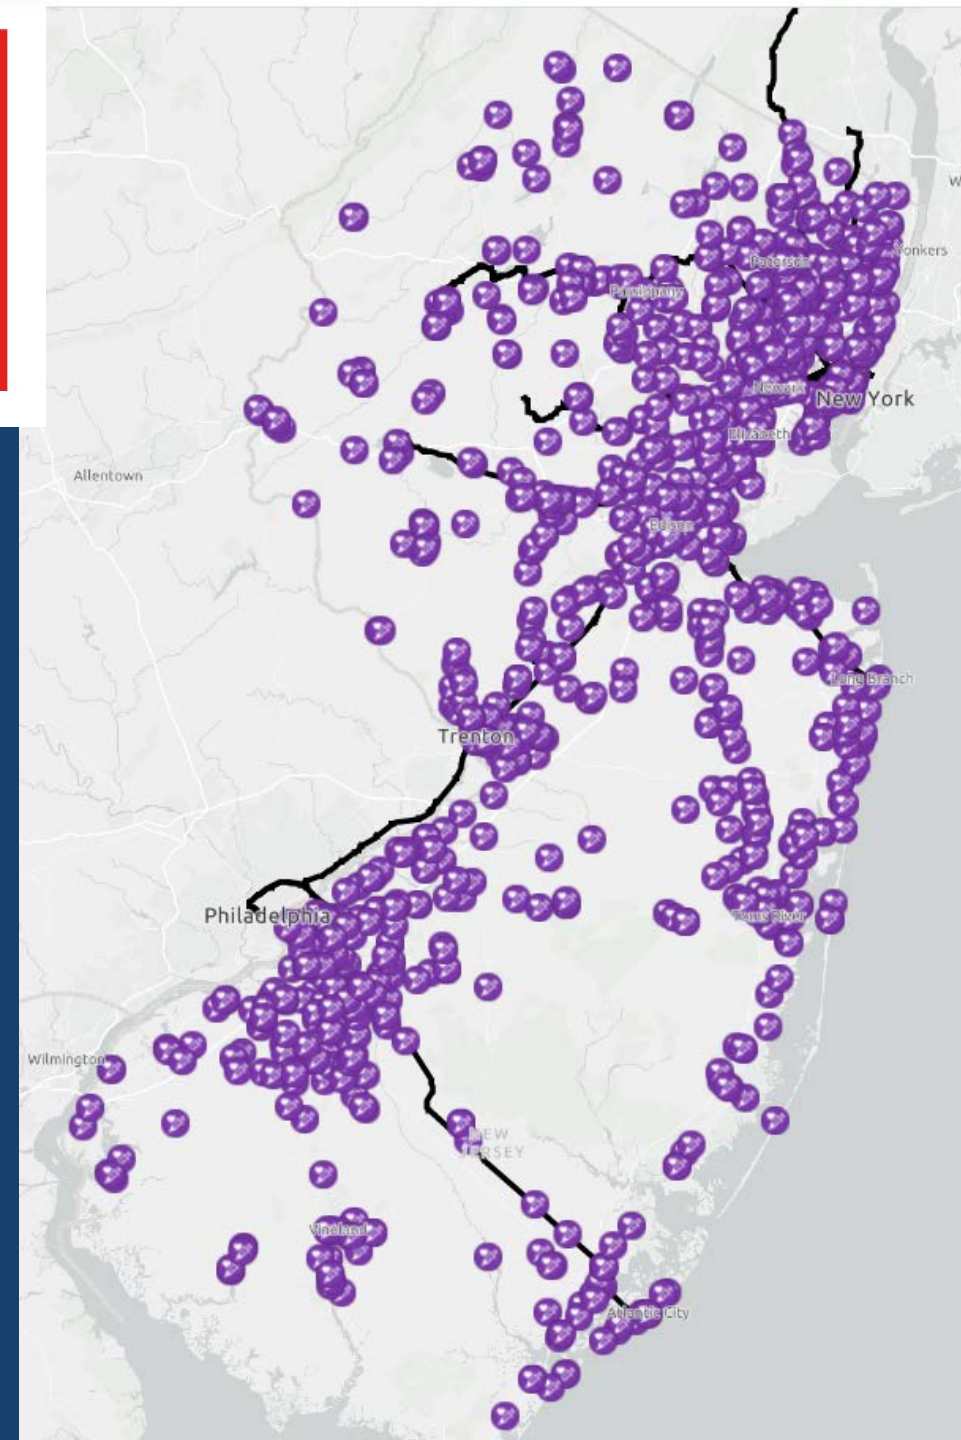 Yonkers
Paterson
Parsippany
Newark
New York
Elizabeth
Allentown
Edison
Long Branch
Trenton
Toms River
Philadelphia
Wilmington
NEW
JERSEY
Vineland
Atlantic City